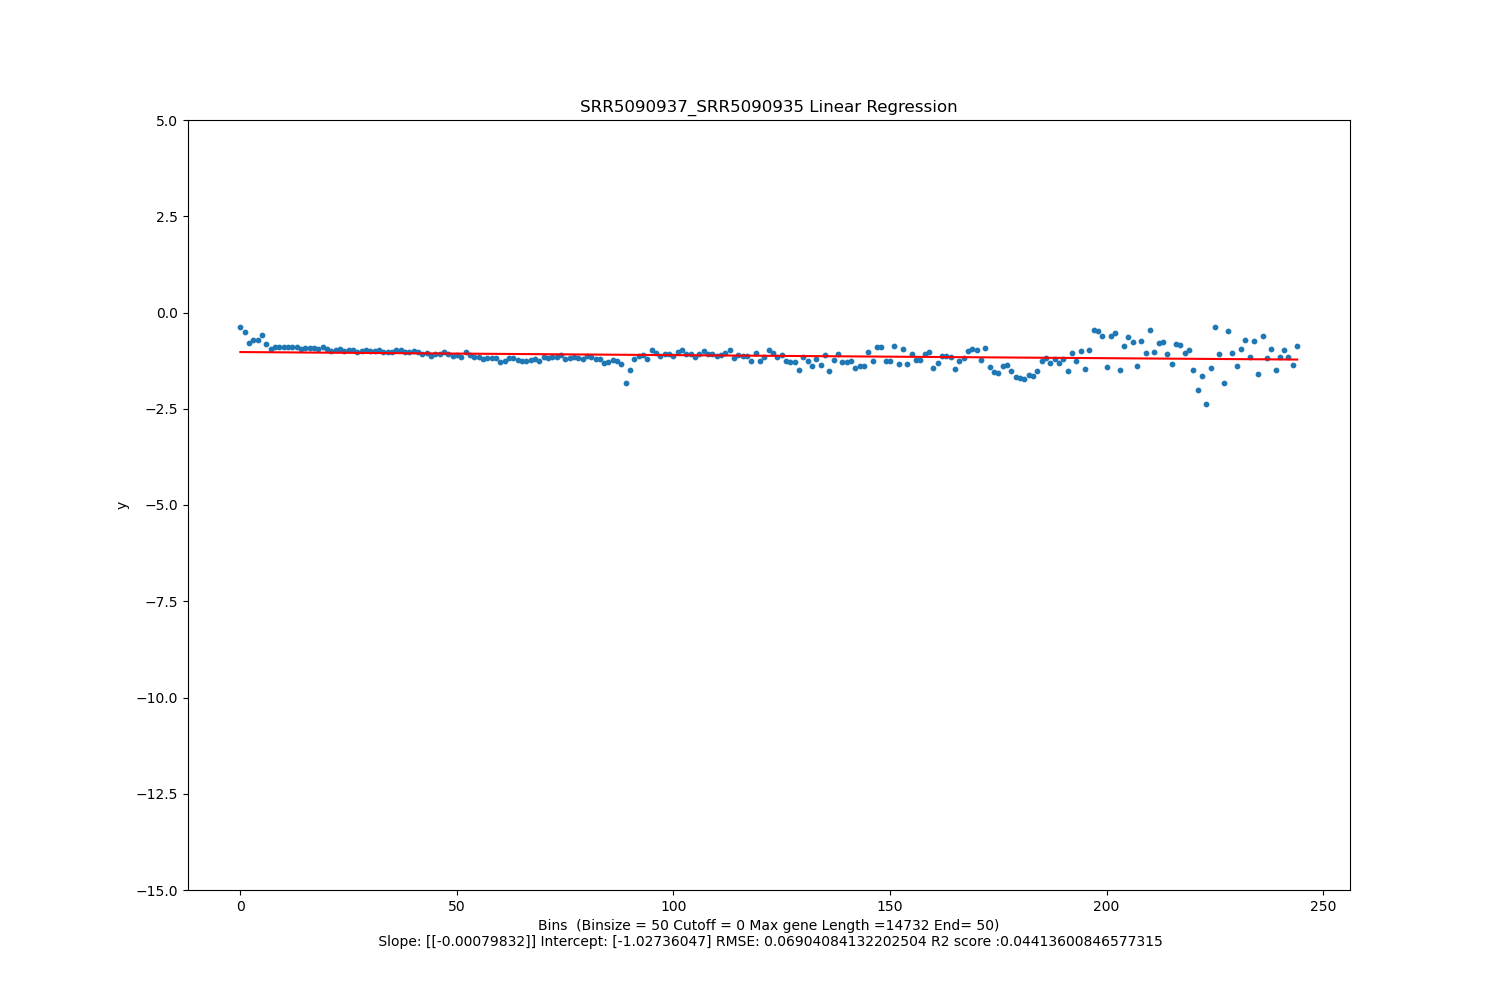 SRR5090937_SRR5090935 Linear Regression
5.0
2.5
0.0
−2.5
−5.0
−7.5
−10.0
−12.5
−15.0
y
0 50 100 150 200 250
Bins  (Binsize = 50 Cutoff = 0 Max gene Length =14732 End= 50)
Slope: [[-0.00079832]] Intercept: [-1.02736047] RMSE: 0.06904084132202504 R2 score :0.04413600846577315